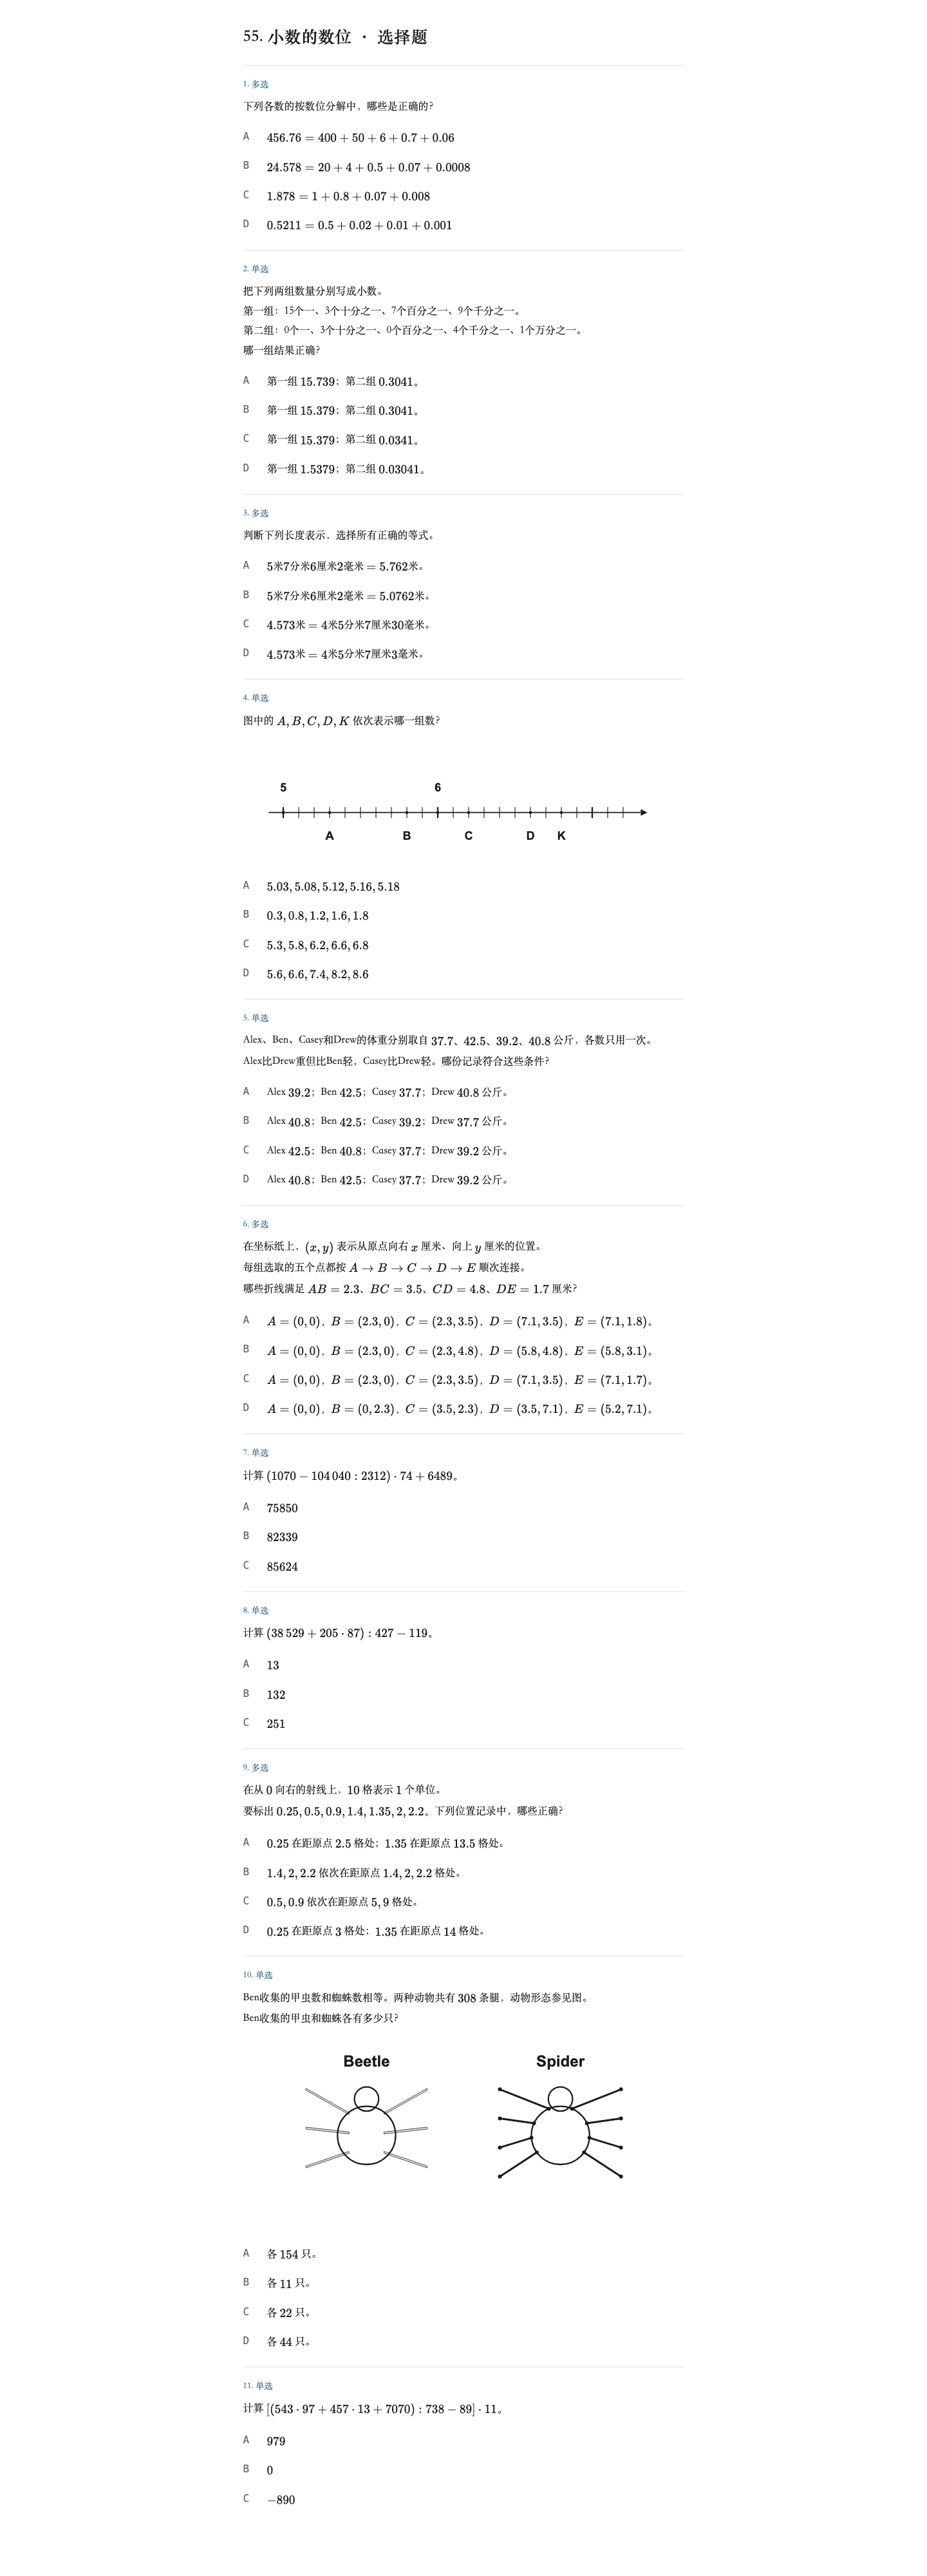 55. 小数的数位 · 选择题
1. 多选
下列各数的按数位分解中，哪些是正确的?
A 456.76 = 400 + 50 + 6 + 0.7 + 0.06
B 24.578 = 20 + 4 + 0.5 + 0.07 + 0.0008
C 1.878 = 1 + 0.8 + 0.07 + 0.008
D 0.5211 = 0.5 + 0.02 + 0.01 + 0.001
2. 单选
把下列两组数量分别写成小数。
第一组：15个一、3个十分之一、7个百分之一、9个千分之一。
第二组：0个一、3个十分之一、0个百分之一、4个千分之一、1个万分之一。
哪一组结果正确?
A 第一组 15.739；第二组 0.3041。
B 第一组 15.379；第二组 0.3041。
C 第一组 15.379；第二组 0.0341。
D 第一组 1.5379；第二组 0.03041。
3. 多选
判断下列长度表示，选择所有正确的等式。
A 5米7分米6厘米2毫米 = 5.762米。
B 5米7分米6厘米2毫米 = 5.0762米。
C 4.573米 = 4米5分米7厘米30毫米。
D 4.573米 = 4米5分米7厘米3毫米。
4. 单选
图中的 A, B, C, D, K 依次表示哪一组数?
5 6
A B C D K
A 5.03, 5.08, 5.12, 5.16, 5.18
B 0.3, 0.8, 1.2, 1.6, 1.8
C 5.3, 5.8, 6.2, 6.6, 6.8
D 5.6, 6.6, 7.4, 8.2, 8.6
5. 单选
Alex、Ben、Casey和Drew的体重分别取自 37.7、42.5、39.2、40.8 公斤，各数只用一次。
Alex比Drew重但比Ben轻，Casey比Drew轻。哪份记录符合这些条件?
A Alex 39.2；Ben 42.5；Casey 37.7；Drew 40.8 公斤。
B Alex 40.8；Ben 42.5；Casey 39.2；Drew 37.7 公斤。
C Alex 42.5；Ben 40.8；Casey 37.7；Drew 39.2 公斤。
D Alex 40.8；Ben 42.5；Casey 37.7；Drew 39.2 公斤。
6. 多选
在坐标纸上，(x, y) 表示从原点向右 x 厘米、向上 y 厘米的位置。
每组选取的五个点都按 A → B → C → D → E 顺次连接。
哪些折线满足 AB = 2.3、BC = 3.5、CD = 4.8、DE = 1.7 厘米?
A A = (0, 0)，B = (2.3, 0)，C = (2.3, 3.5)，D = (7.1, 3.5)，E = (7.1, 1.8)。
B A = (0, 0)，B = (2.3, 0)，C = (2.3, 4.8)，D = (5.8, 4.8)，E = (5.8, 3.1)。
C A = (0, 0)，B = (2.3, 0)，C = (2.3, 3.5)，D = (7.1, 3.5)，E = (7.1, 1.7)。
D A = (0, 0)，B = (0, 2.3)，C = (3.5, 2.3)，D = (3.5, 7.1)，E = (5.2, 7.1)。
7. 单选
计算 (1070 − 104 040 : 2312) · 74 + 6489。
A 75850
B 82339
C 85624
8. 单选
计算 (38 529 + 205 · 87) : 427 − 119。
A 13
B 132
C 251
9. 多选
在从 0 向右的射线上，10 格表示 1 个单位。
要标出 0.25, 0.5, 0.9, 1.4, 1.35, 2, 2.2。下列位置记录中，哪些正确?
A 0.25 在距原点 2.5 格处；1.35 在距原点 13.5 格处。
B 1.4, 2, 2.2 依次在距原点 1.4, 2, 2.2 格处。
C 0.5, 0.9 依次在距原点 5, 9 格处。
D 0.25 在距原点 3 格处；1.35 在距原点 14 格处。
10. 单选
Ben收集的甲虫数和蜘蛛数相等。两种动物共有 308 条腿，动物形态参见图。
Ben收集的甲虫和蜘蛛各有多少只?
Beetle Spider
A 各 154 只。
B 各 11 只。
C 各 22 只。
D 各 44 只。
11. 单选
计算 [(543 · 97 + 457 · 13 + 7070) : 738 − 89] · 11。
A 979
B 0
C −890